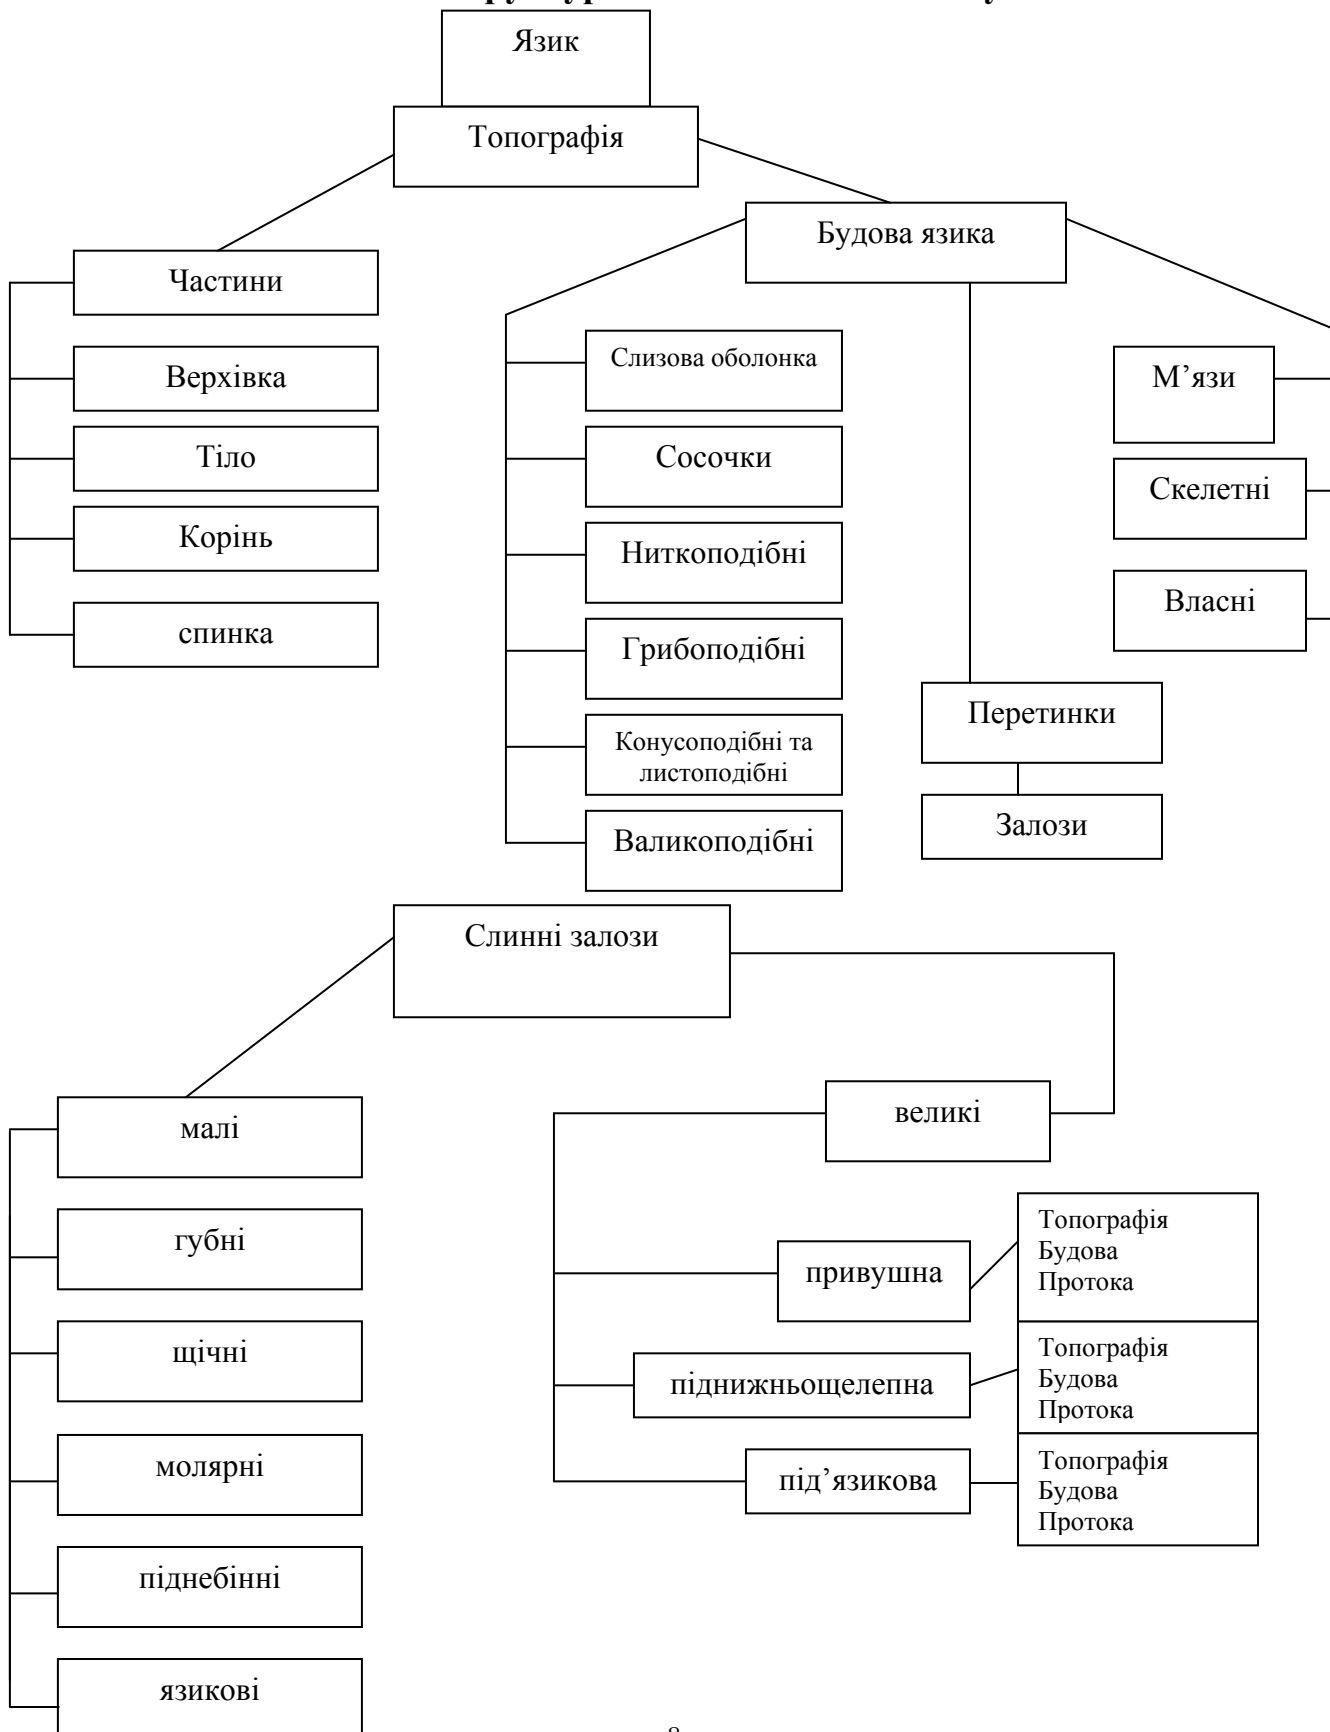 Язик
Топографія
Будова язика
Частини
Верхівка
Тіло
Корінь
спинка
Слизова оболонка
Сосочки
Ниткоподібні
Грибоподібні
Конусоподібні та
листоподібні
Валикоподібні
Перетинки
Залози
М’язи
Скелетні
Власні
Слинні залози
малі
губні
щічні
молярні
піднебінні
язикові
великі
привушна
Топографія
Будова
Протока
піднижньощелепна
Топографія
Будова
Протока
під’язикова
Топографія
Будова
Протока